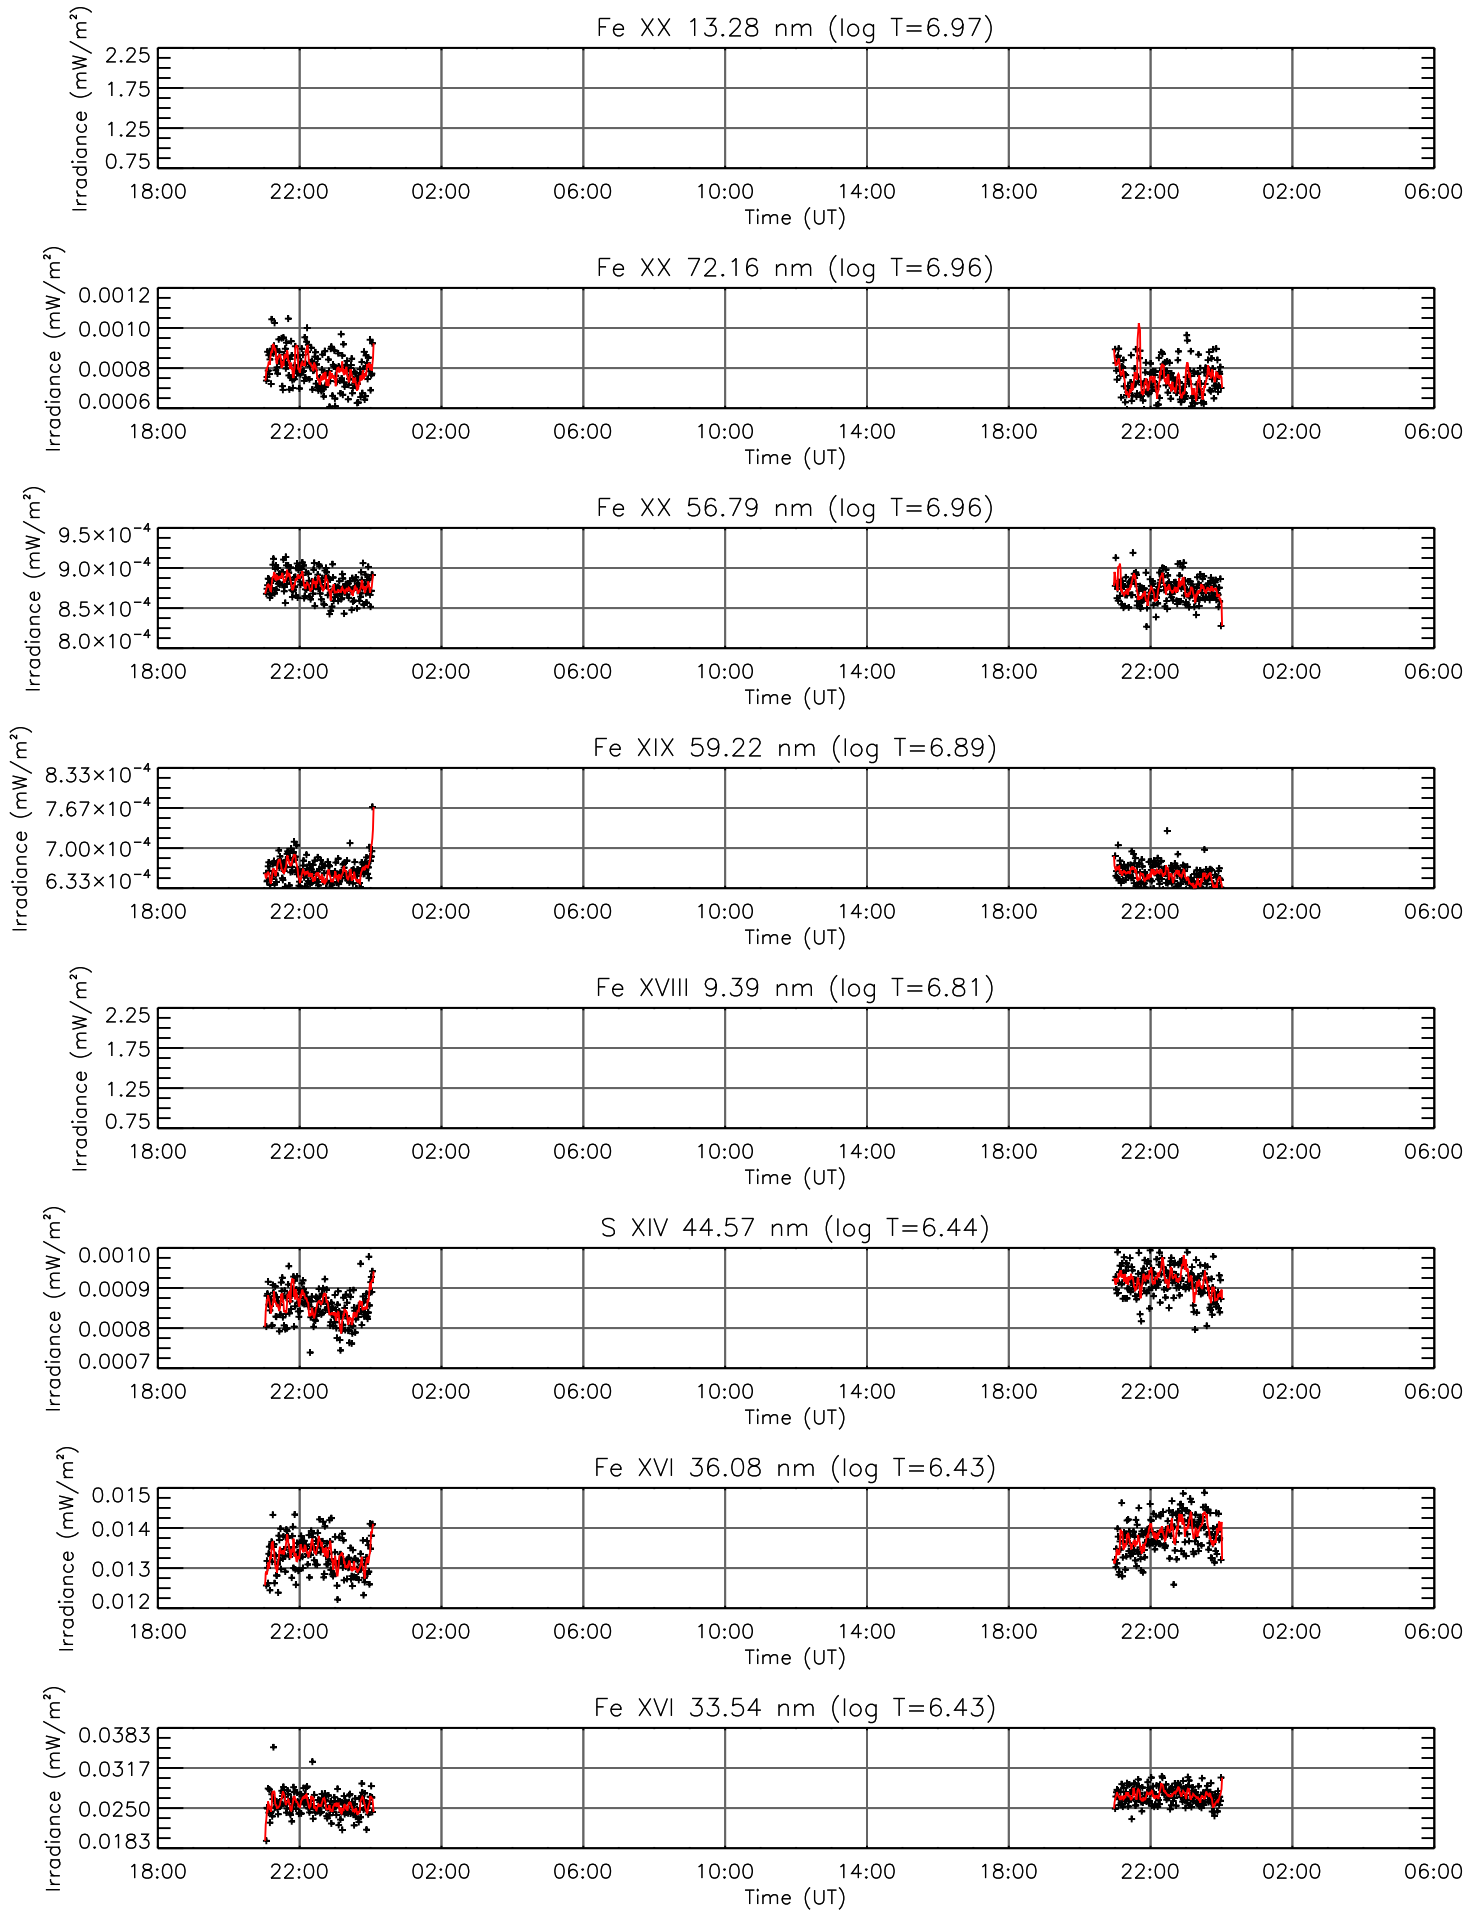 Fe XX 13.28 nm (log T=6.97)
Irradiance (mW/m²)
2.25
1.75
1.25
0.75
18:00 22:00 02:00 06:00 10:00 14:00 18:00 22:00 02:00 06:00
Time (UT)
Fe XX 72.16 nm (log T=6.96)
Irradiance (mW/m²)
0.0012
0.0010
0.0008
0.0006
18:00 22:00 02:00 06:00 10:00 14:00 18:00 22:00 02:00 06:00
Time (UT)
Fe XX 56.79 nm (log T=6.96)
Irradiance (mW/m²)
9.5×10⁻⁴
9.0×10⁻⁴
8.5×10⁻⁴
8.0×10⁻⁴
18:00 22:00 02:00 06:00 10:00 14:00 18:00 22:00 02:00 06:00
Time (UT)
Fe XIX 59.22 nm (log T=6.89)
Irradiance (mW/m²)
8.33×10⁻⁴
7.67×10⁻⁴
7.00×10⁻⁴
6.33×10⁻⁴
18:00 22:00 02:00 06:00 10:00 14:00 18:00 22:00 02:00 06:00
Time (UT)
Fe XVIII 9.39 nm (log T=6.81)
Irradiance (mW/m²)
2.25
1.75
1.25
0.75
18:00 22:00 02:00 06:00 10:00 14:00 18:00 22:00 02:00 06:00
Time (UT)
S XIV 44.57 nm (log T=6.44)
Irradiance (mW/m²)
0.0010
0.0009
0.0008
0.0007
18:00 22:00 02:00 06:00 10:00 14:00 18:00 22:00 02:00 06:00
Time (UT)
Fe XVI 36.08 nm (log T=6.43)
Irradiance (mW/m²)
0.015
0.014
0.013
0.012
18:00 22:00 02:00 06:00 10:00 14:00 18:00 22:00 02:00 06:00
Time (UT)
Fe XVI 33.54 nm (log T=6.43)
Irradiance (mW/m²)
0.0383
0.0317
0.0250
0.0183
18:00 22:00 02:00 06:00 10:00 14:00 18:00 22:00 02:00 06:00
Time (UT)